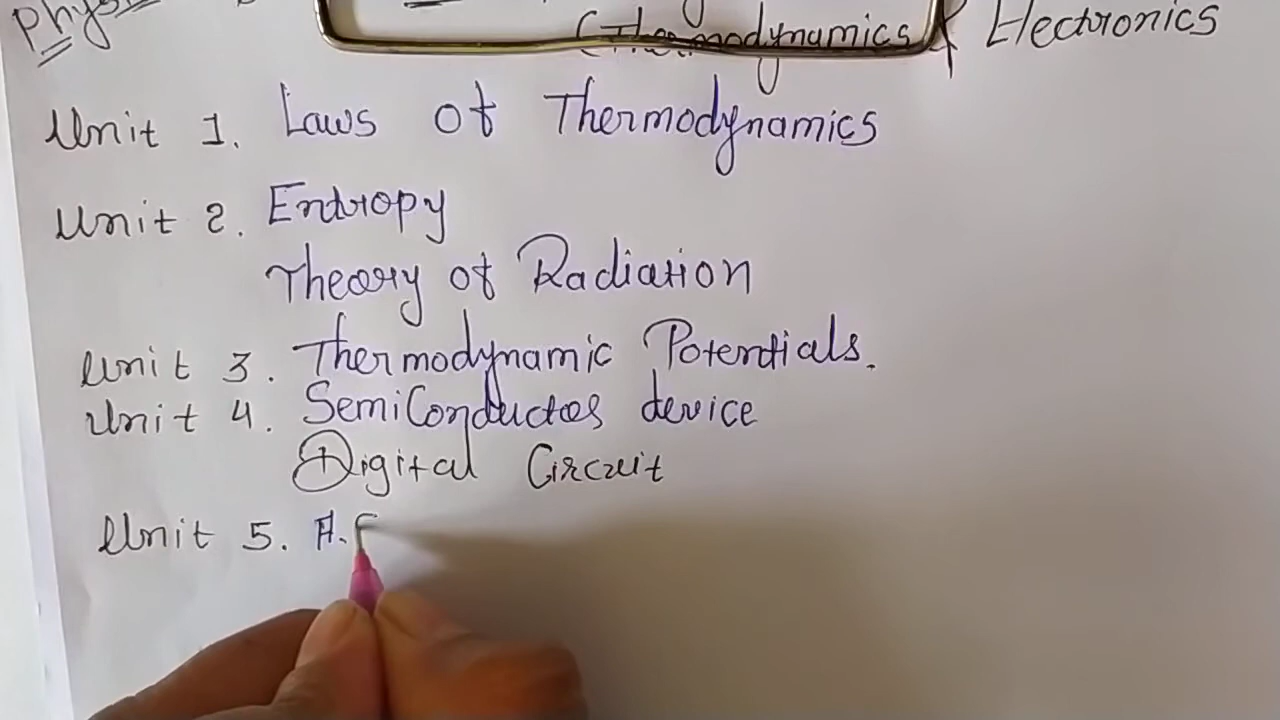 (Thermodynamics & Electronics
Unit 1. Laws of Thermodynamics
Unit 2. Entropy
Theory of Radiation
Unit 3. Thermodynamic Potentials.
Unit 4. SemiConductor device
Digital Circuit
Unit 5. A.